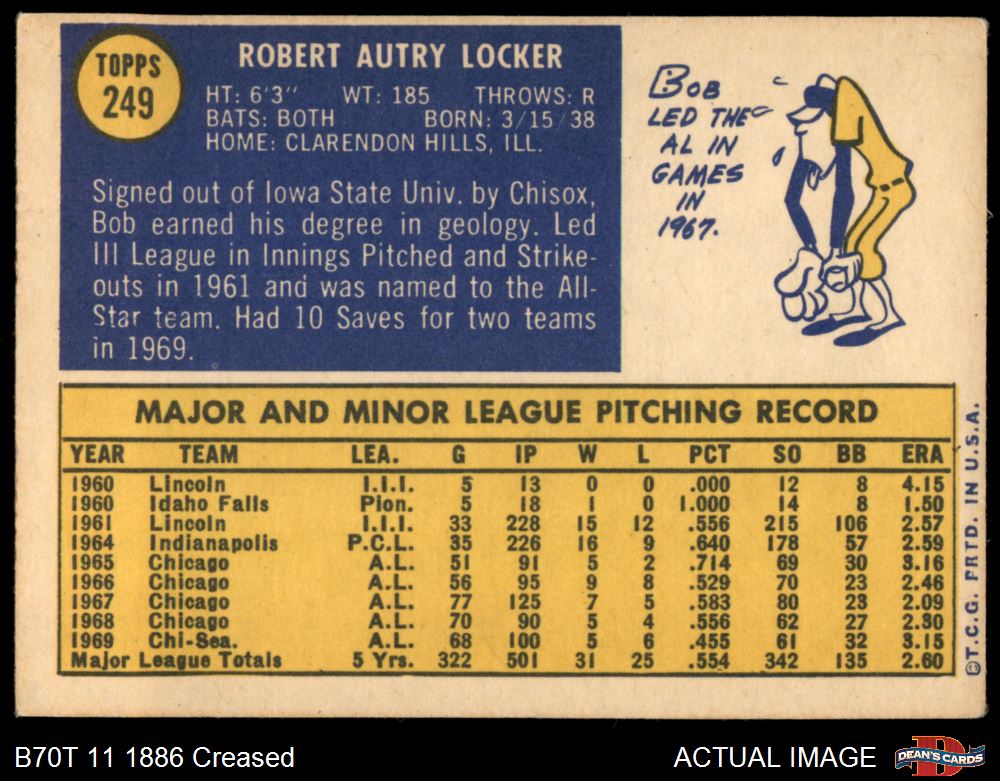 TOPPS
249
ROBERT AUTRY LOCKER
HT: 6'3" WT: 185 THROWS: R
BATS: BOTH BORN: 3/15/38
HOME: CLARENDON HILLS, ILL.
Signed out of Iowa State Univ. by Chisox,
Bob earned his degree in geology. Led
III League in Innings Pitched and Strike-
outs in 1961 and was named to the All-
Star team. Had 10 Saves for two teams
in 1969.
BOB
LED THE
AL IN
GAMES
IN
1967.
MAJOR AND MINOR LEAGUE PITCHING RECORD
YEAR TEAM LEA. G IP W L PCT SO BB ERA
1960 Lincoln I.I.I. 5 13 0 0 .000 12 8 4.15
1960 Idaho Falls Pion. 5 18 1 0 1.000 14 8 1.50
1961 Lincoln I.I.I. 33 228 15 12 .556 215 106 2.57
1964 Indianapolis P.C.L. 35 226 16 9 .640 178 57 2.59
1965 Chicago A.L. 51 91 5 2 .714 69 30 3.16
1966 Chicago A.L. 56 95 9 8 .529 70 23 2.46
1967 Chicago A.L. 77 125 7 5 .583 80 23 2.09
1968 Chicago A.L. 70 90 5 4 .556 62 27 2.30
1969 Chi-Sea. A.L. 68 100 5 6 .455 61 32 3.15
Major League Totals 5 Yrs. 322 501 31 25 .554 342 135 2.60
©T.C.G. PRTD. IN U.S.A.
B70T 11 1886 Creased
ACTUAL IMAGE
DEAN'S CARDS